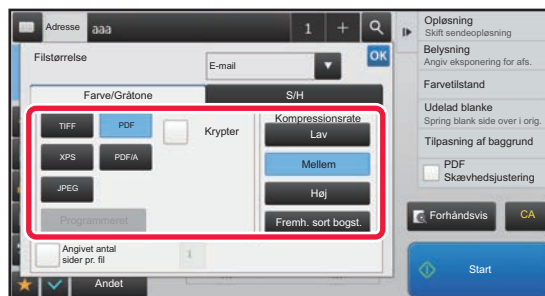 Adresse
aaa
1
+
Filstørrelse
E-mail
OK
Farve/Gråtone
S/H
TIFF
PDF
Krypter
XPS
PDF/A
JPEG
Programmeret
Kompressionsrate
Lav
Mellem
Høj
Fremh. sort bogst.
Angivet antal
sider pr. fil
1
Andet
Opløsning
Skift sendeopløsning
Belysning
Angiv eksponering for afs.
Farvetilstand
Udelad blanke
Spring blank side over i orig.
Tilpasning af baggrund
PDF
Skævhedsjustering
Forhåndsvis
CA
Start